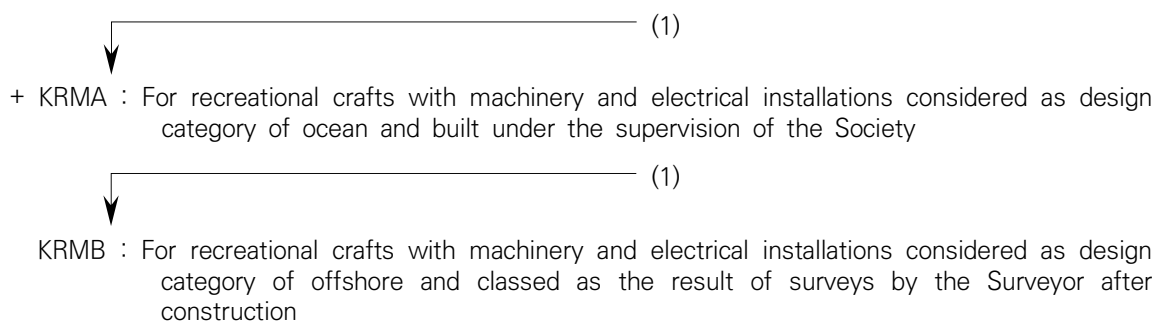 (1)
+ KRMA : For recreational crafts with machinery and electrical installations considered as design
category of ocean and built under the supervision of the Society
(1)
KRMB : For recreational crafts with machinery and electrical installations considered as design
category of offshore and classed as the result of surveys by the Surveyor after
construction